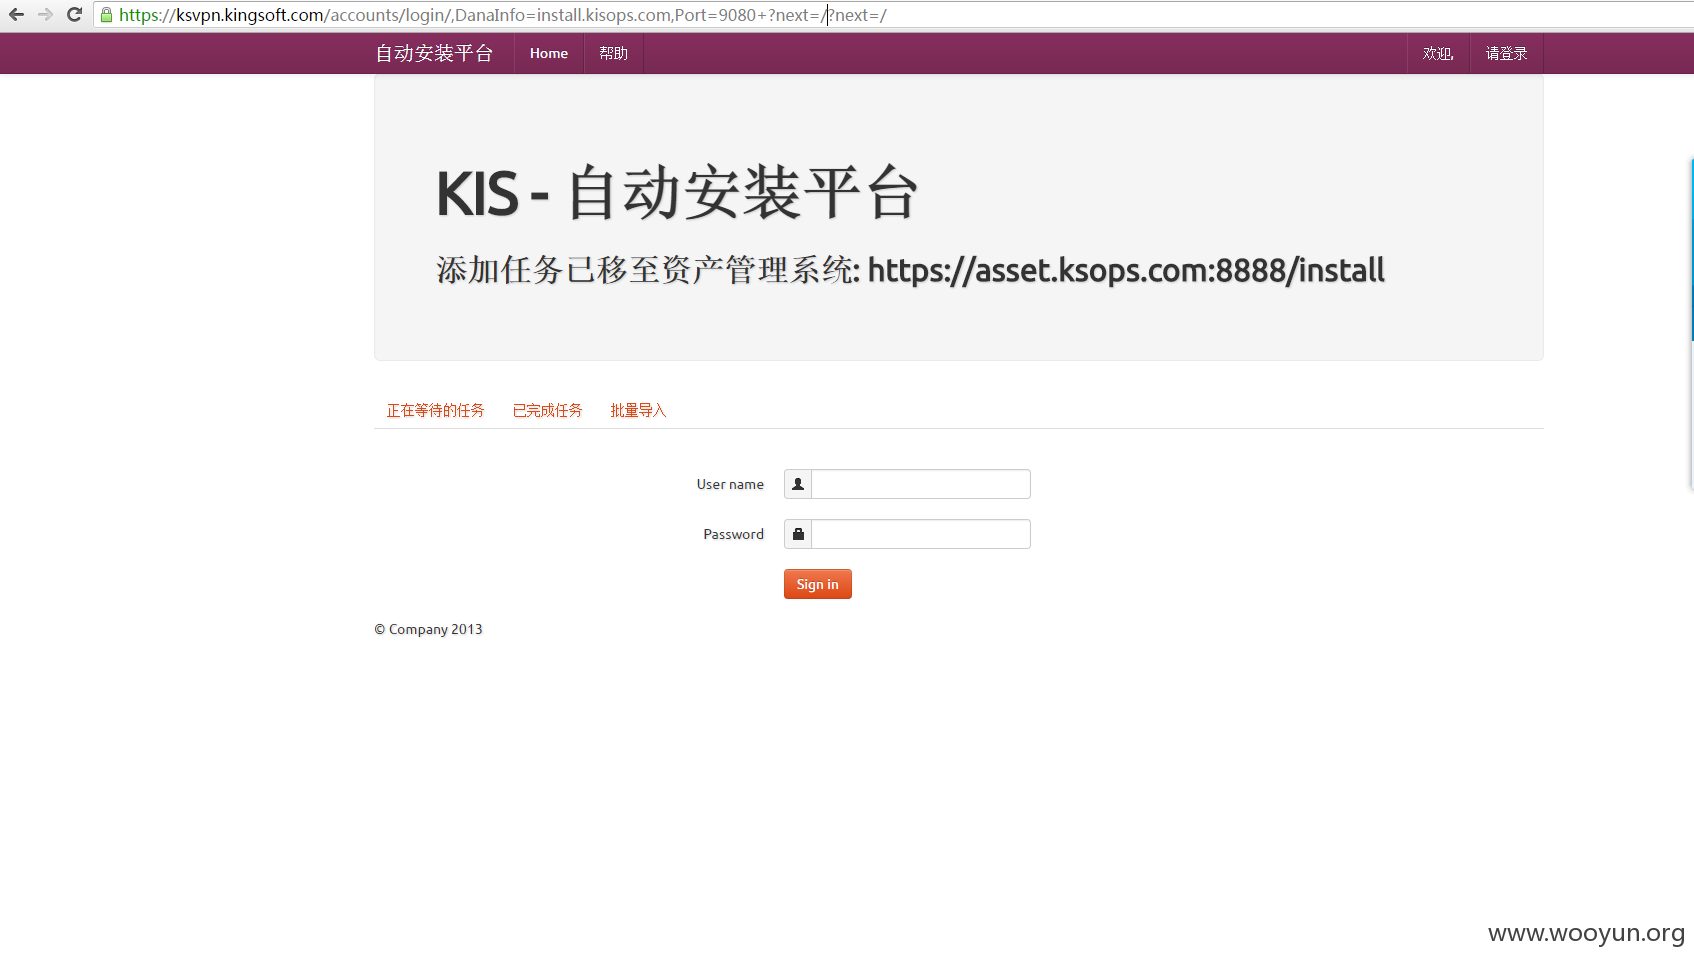 https://ksvpn.kingsoft.com/accounts/login/,DanaInfo=install.kisops.com,Port=9080+?next=/?next=/
自动安装平台 Home 帮助 欢迎, 请登录
KIS - 自动安装平台
添加任务已移至资产管理系统: https://asset.ksops.com:8888/install
正在等待的任务 已完成任务 批量导入
User name
Password
Sign in
© Company 2013
www.wooyun.org